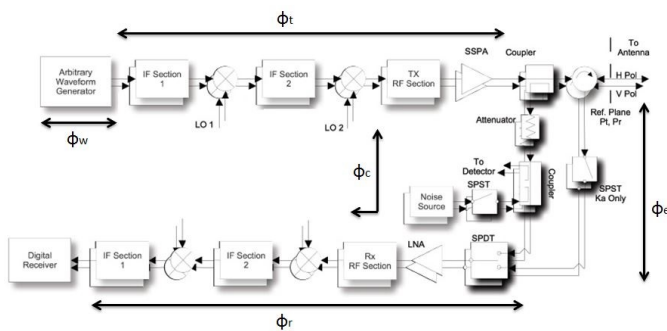 Φt
SSPA
Coupler
To
Antenna
Arbitrary
Waveform
Generator
IF Section
1
IF Section
2
TX
RF Section
H Pol
V Pol
LO 1
LO 2
Ref. Plane
Pt, Pr
Φw
Attenuator
Φc
To
Detector
SPST
Coupler
SPST
Ka Only
Noise
Source
Φe
Digital
Receiver
IF Section
1
IF Section
2
Rx
RF Section
LNA
SPDT
Φr